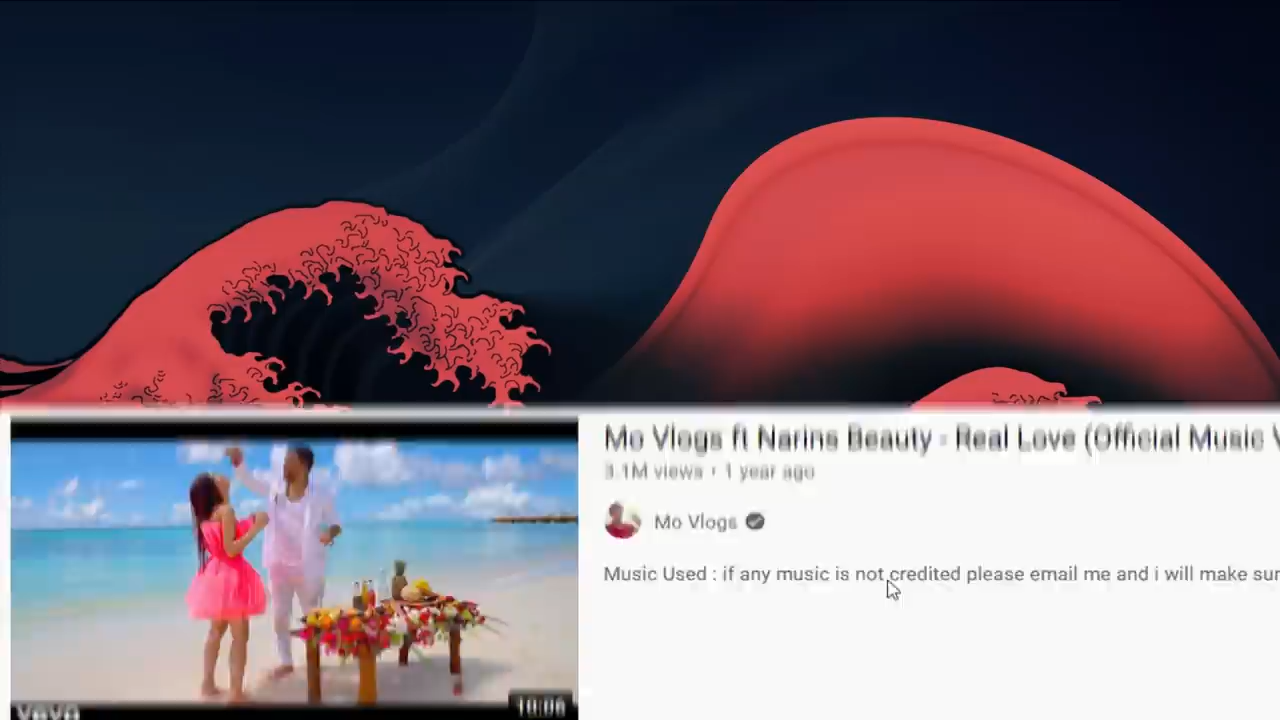 Mo Vlogs ft Narins Beauty - Real Love (Official Music V
3.1M views • 1 year ago
Mo Vlogs
Music Used : if any music is not credited please email me and i will make sur
10:06
vevo